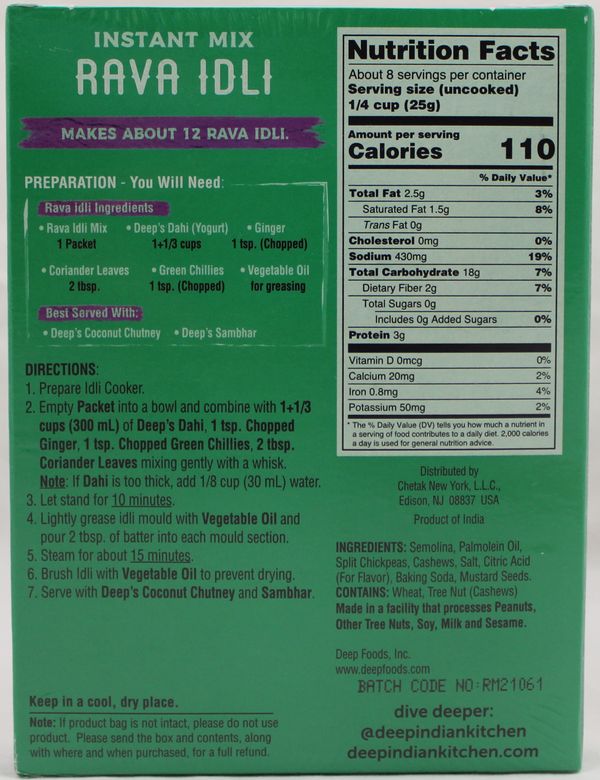 INSTANT MIX
RAVA IDLI
MAKES ABOUT 12 RAVA IDLI.
PREPARATION - You Will Need:
Rava Idli Ingredients
• Rava Idli Mix • Deep's Dahi (Yogurt) • Ginger
1 Packet 1+1/3 cups 1 tsp. (Chopped)
• Coriander Leaves • Green Chillies • Vegetable Oil
2 tbsp. 1 tsp. (Chopped) for greasing
Best Served With:
• Deep's Coconut Chutney • Deep's Sambhar
DIRECTIONS:
1. Prepare Idli Cooker.
2. Empty Packet into a bowl and combine with 1+1/3
cups (300 mL) of Deep's Dahi, 1 tsp. Chopped
Ginger, 1 tsp. Chopped Green Chillies, 2 tbsp.
Coriander Leaves mixing gently with a whisk.
Note: If Dahi is too thick, add 1/8 cup (30 mL) water.
3. Let stand for 10 minutes.
4. Lightly grease idli mould with Vegetable Oil and
pour 2 tbsp. of batter into each mould section.
5. Steam for about 15 minutes.
6. Brush Idli with Vegetable Oil to prevent drying.
7. Serve with Deep's Coconut Chutney and Sambhar.
Keep in a cool, dry place.
Note: If product bag is not intact, please do not use
product. Please send the box and contents, along
with where and when purchased, for a full refund.
Nutrition Facts
About 8 servings per container
Serving size (uncooked)
1/4 cup (25g)
Amount per serving
Calories 110
% Daily Value*
Total Fat 2.5g 3%
Saturated Fat 1.5g 8%
Trans Fat 0g
Cholesterol 0mg 0%
Sodium 430mg 19%
Total Carbohydrate 18g 7%
Dietary Fiber 2g 7%
Total Sugars 0g
Includes 0g Added Sugars 0%
Protein 3g
Vitamin D 0mcg 0%
Calcium 20mg 2%
Iron 0.8mg 4%
Potassium 50mg 2%
* The % Daily Value (DV) tells you how much a nutrient in
a serving of food contributes to a daily diet. 2,000 calories
a day is used for general nutrition advice.
Distributed by
Chetak New York, L.L.C.,
Edison, NJ 08837 USA
Product of India
INGREDIENTS: Semolina, Palmolein Oil,
Split Chickpeas, Cashews, Salt, Citric Acid
(For Flavor), Baking Soda, Mustard Seeds.
CONTAINS: Wheat, Tree Nut (Cashews)
Made in a facility that processes Peanuts,
Other Tree Nuts, Soy, Milk and Sesame.
Deep Foods, Inc.
www.deepfoods.com
BATCH CODE NO:RM21061
dive deeper:
@deepindiankitchen
deepindiankitchen.com